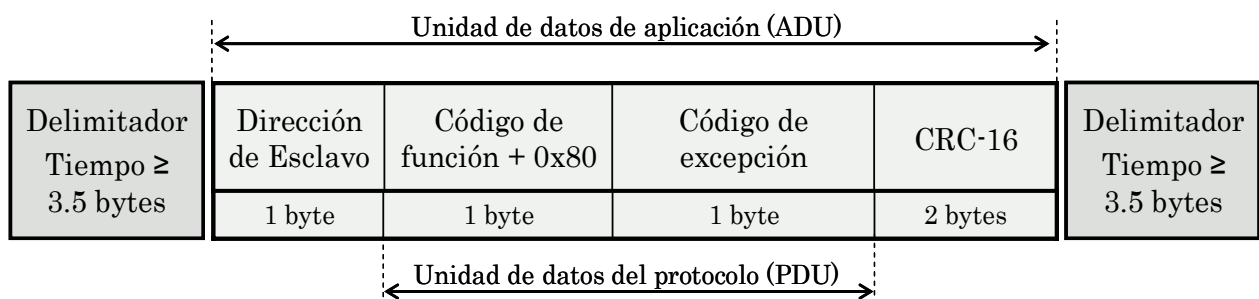 Unidad de datos de aplicación (ADU)
Delimitador
Tiempo ≥
3.5 bytes
Dirección
de Esclavo
Código de
función + 0x80
Código de
excepción
CRC-16
Delimitador
Tiempo ≥
3.5 bytes
1 byte
1 byte
1 byte
2 bytes
Unidad de datos del protocolo (PDU)